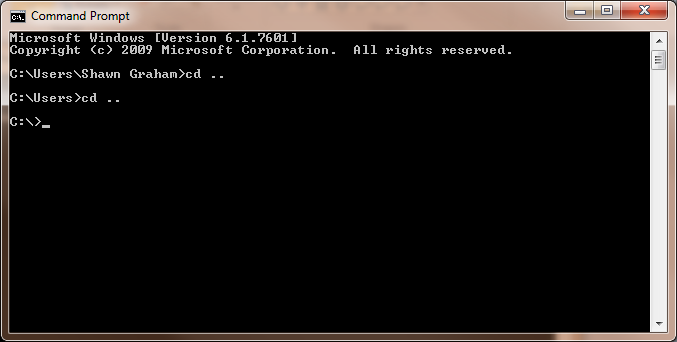 C:\. Command Prompt
Microsoft Windows [Version 6.1.7601]
Copyright (c) 2009 Microsoft Corporation.  All rights reserved.
C:\Users\Shawn Graham>cd ..
C:\Users>cd ..
C:\>_